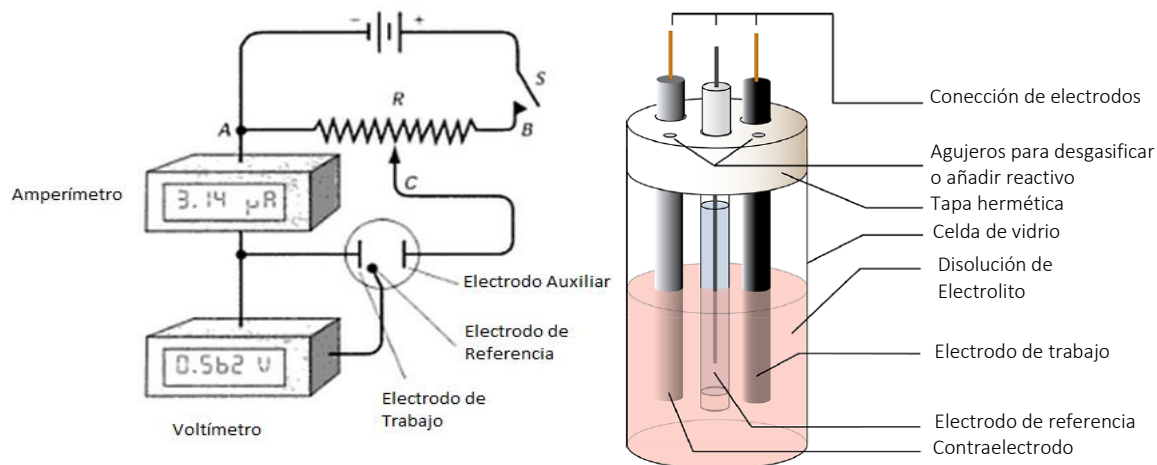 − +
S
R
A
B
C
Amperímetro
3.14 μA
Electrodo Auxiliar
Electrodo de
Referencia
0.562 V
Electrodo de
Trabajo
Voltímetro
Conección de electrodos
Agujeros para desgasificar
o añadir reactivo
Tapa hermética
Celda de vidrio
Disolución de
Electrolito
Electrodo de trabajo
Electrodo de referencia
Contraelectrodo